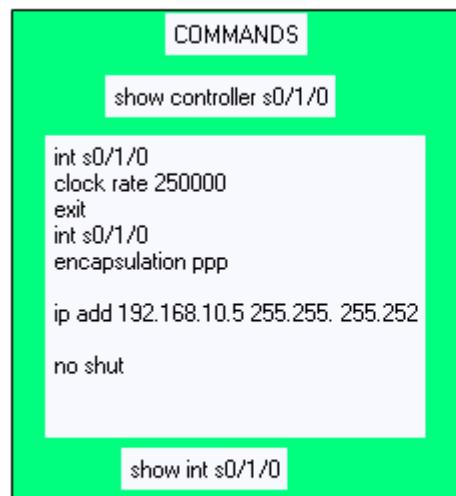 COMMANDS
show controller s0/1/0
int s0/1/0
clock rate 250000
exit
int s0/1/0
encapsulation ppp
ip add 192.168.10.5 255.255. 255.252
no shut
show int s0/1/0